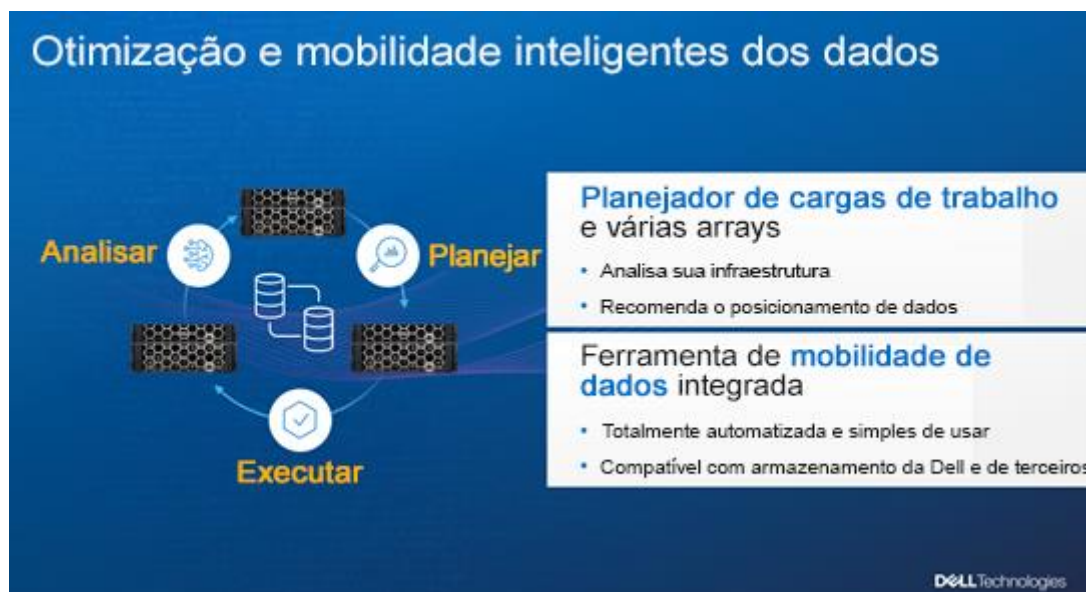 Otimização e mobilidade inteligentes dos dados
Analisar
Planejar
Executar
Planejador de cargas de trabalho
e várias arrays
• Analisa sua infraestrutura
• Recomenda o posicionamento de dados
Ferramenta de mobilidade de
dados integrada
• Totalmente automatizada e simples de usar
• Compatível com armazenamento da Dell e de terceiros
DELL Technologies